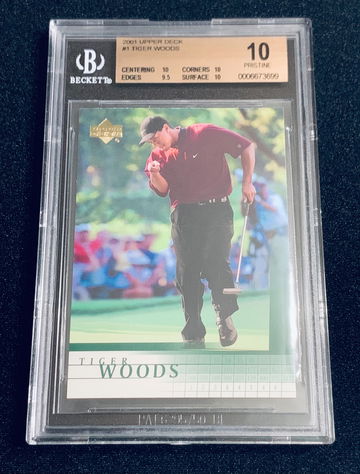 2001 UPPER DECK
#1 TIGER WOODS
BECKETT
CENTERING 10 CORNERS 10
EDGES 9.5 SURFACE 10
10
PRISTINE
0006673699
TIGER
WOODS